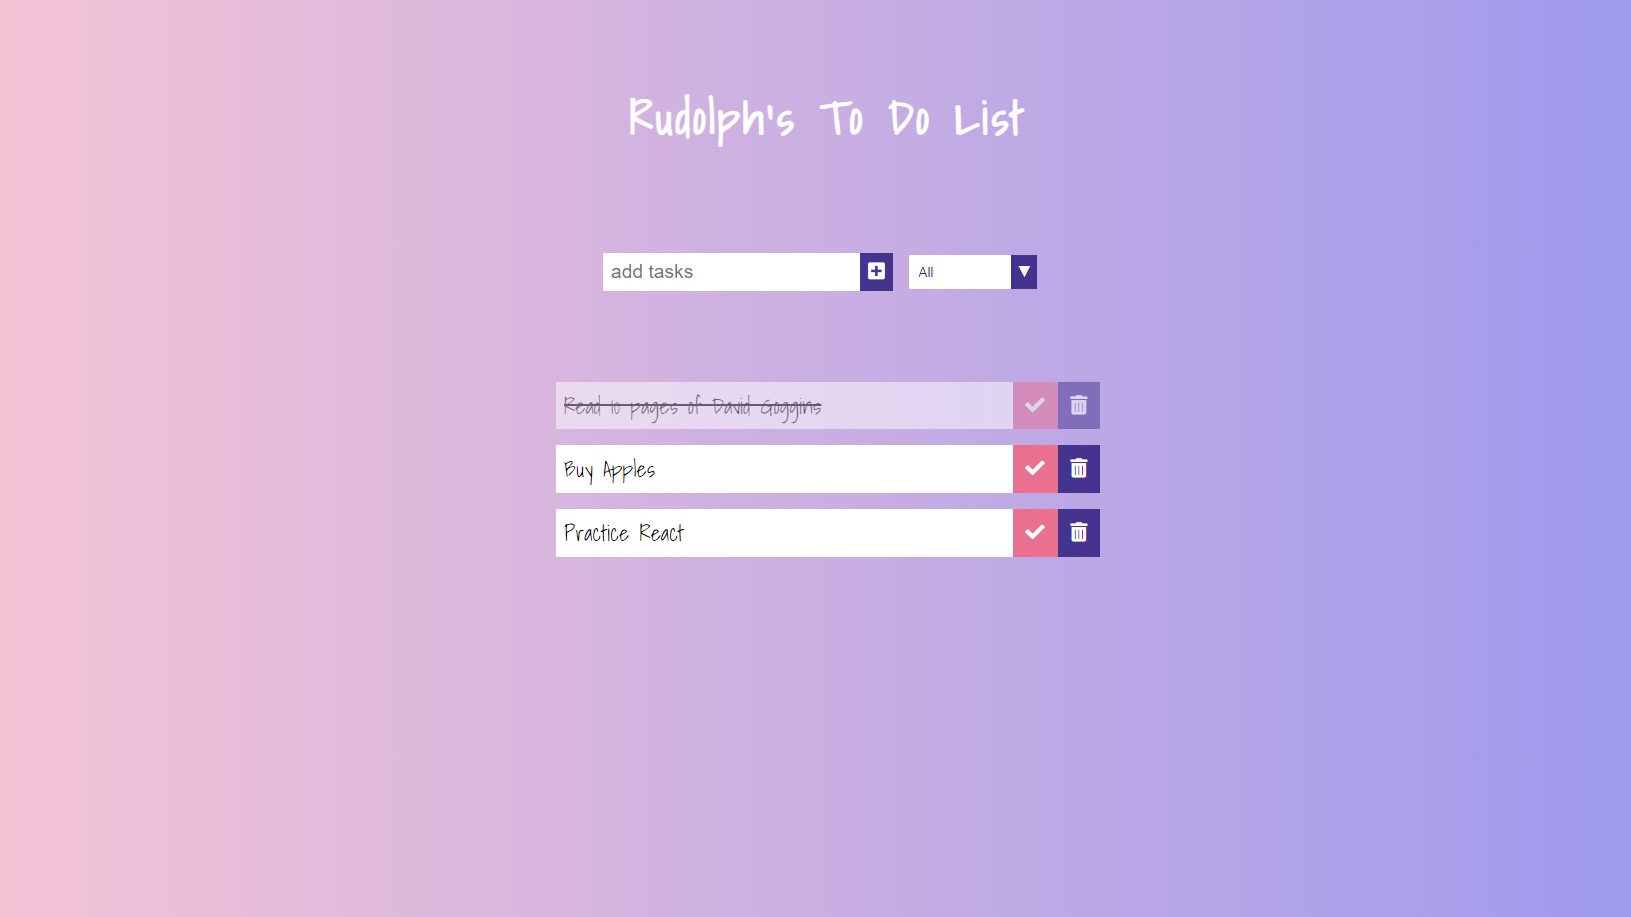 Rudolph's To Do List
add tasks
All
Read 10 pages of David Goggins
Buy Apples
Practice React